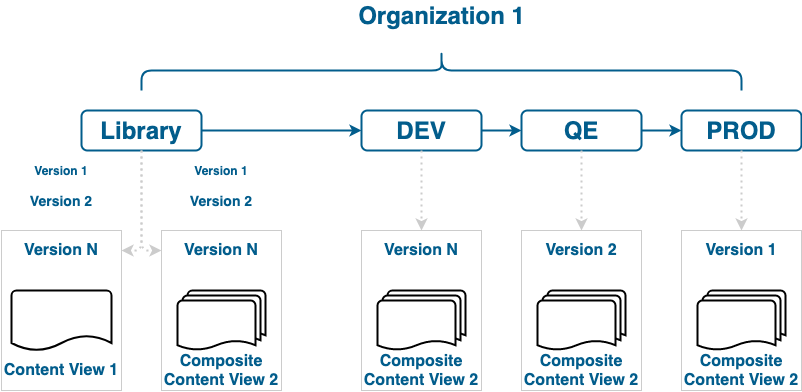 Organization 1
Library
DEV
QE
PROD
Version 1
Version 1
Version 2
Version 2
Version N
Version N
Version N
Version 2
Version 1
Content View 1
Composite
Content View 2
Composite
Content View 2
Composite
Content View 2
Composite
Content View 2